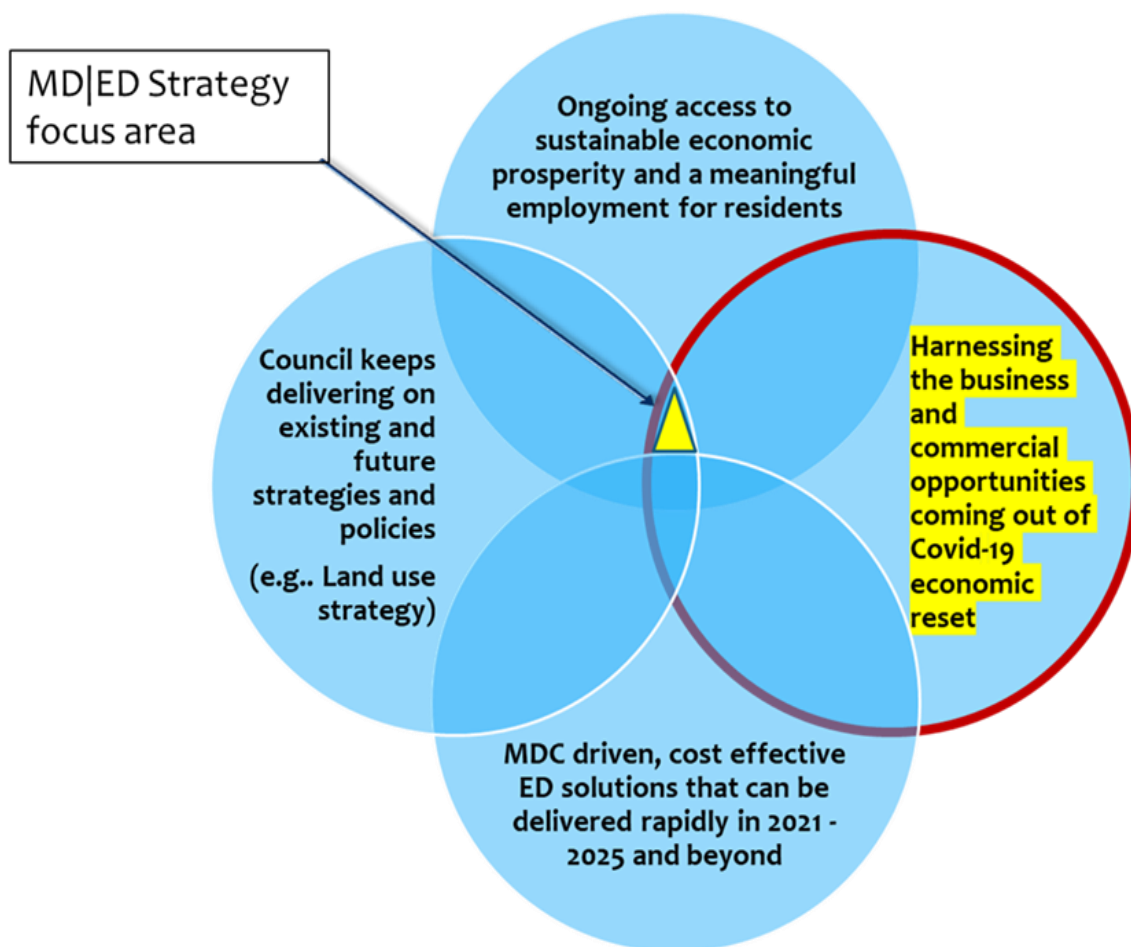 MD|ED Strategy
focus area
Ongoing access to
sustainable economic
prosperity and a meaningful
employment for residents
Council keeps
delivering on
existing and
future
strategies and
policies
(e.g.. Land use
strategy)
Harnessing
the business
and
commercial
opportunities
coming out of
Covid-19
economic
reset
MDC driven, cost effective
ED solutions that can be
delivered rapidly in 2021 -
2025 and beyond